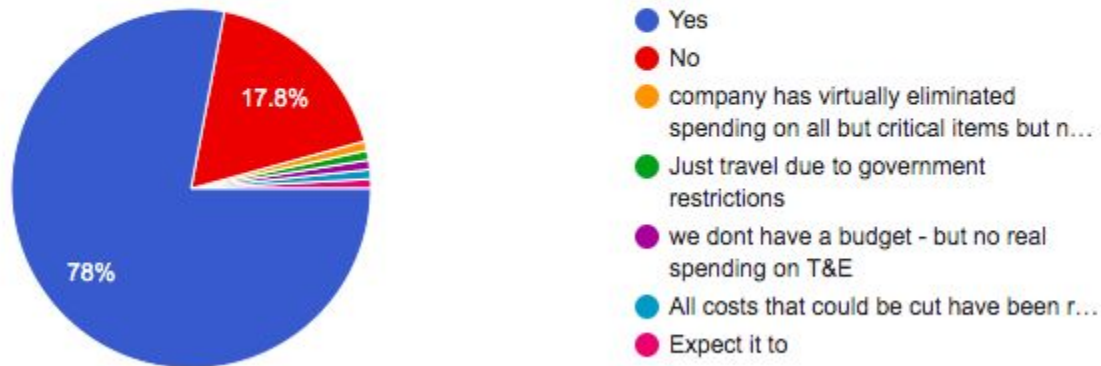 78%
17.8%
Yes
No
company has virtually eliminated
spending on all but critical items but n...
Just travel due to government
restrictions
we dont have a budget - but no real
spending on T&E
All costs that could be cut have been r...
Expect it to